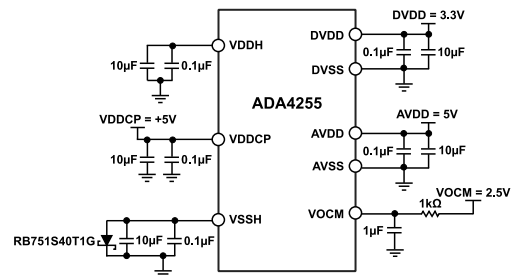 DVDD = 3.3V
VDDH
DVDD
10µF
0.1µF
0.1µF
10µF
DVSS
ADA4255
VDDCP = +5V
AVDD = 5V
VDDCP
AVDD
10µF
0.1µF
0.1µF
10µF
AVSS
VOCM = 2.5V
VSSH
VOCM
1kΩ
RB751S40T1G
10µF
0.1µF
1µF